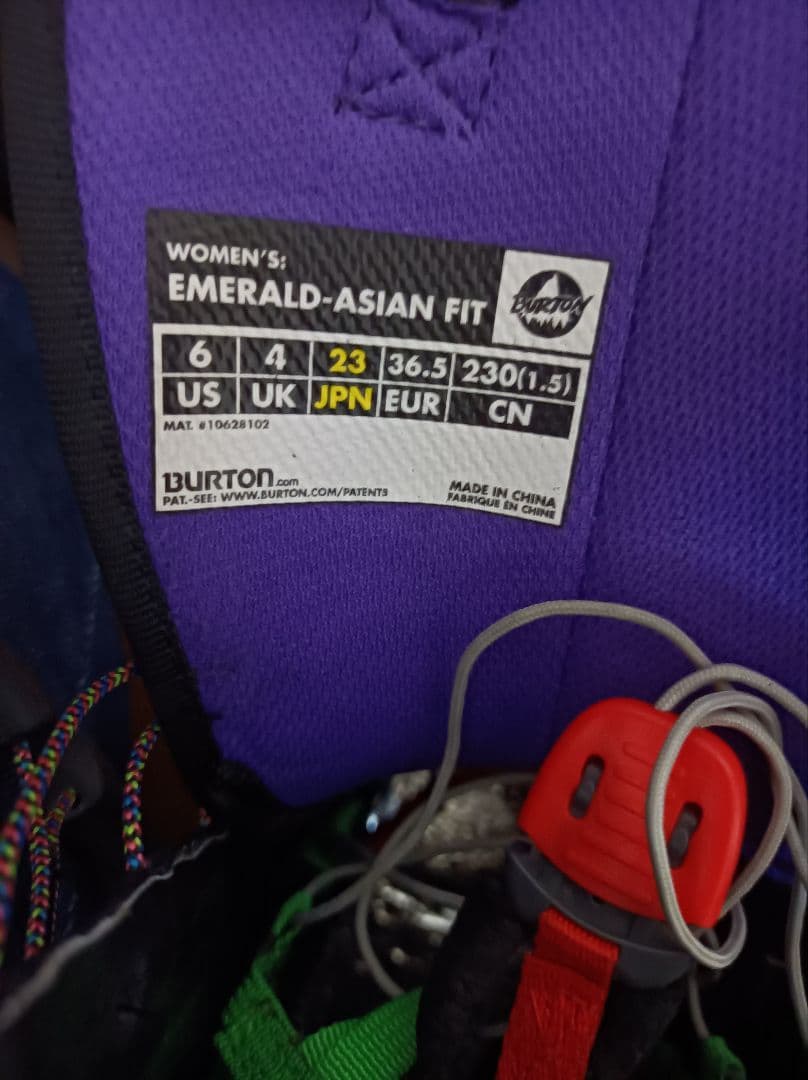 WOMEN'S:
EMERALD-ASIAN FIT
BURTON
6 4 23 36.5 230(1.5)
US UK JPN EUR CN
MAT. #10628102
BURTON.com
PAT.-SEE: WWW.BURTON.COM/PATENTS
MADE IN CHINA
FABRIQUE EN CHINE